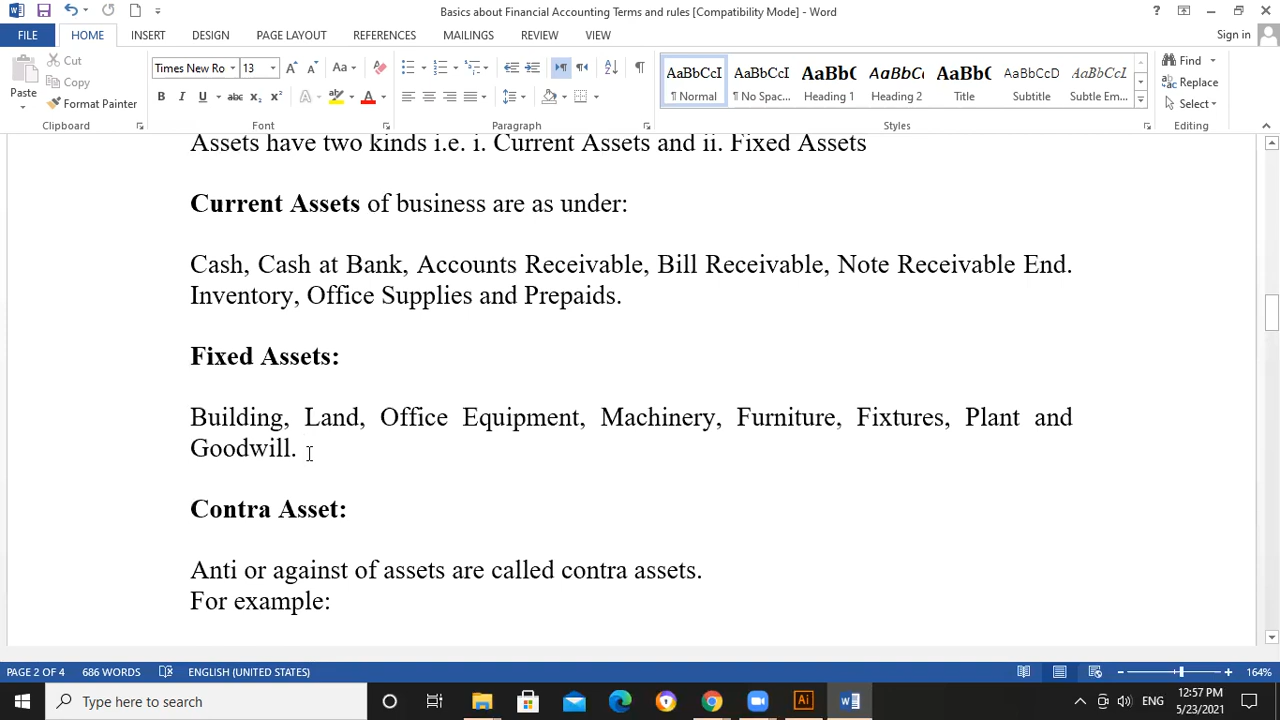 Basics about Financial Accounting Terms and rules [Compatibility Mode] - Word
FILE HOME INSERT DESIGN PAGE LAYOUT REFERENCES MAILINGS REVIEW VIEW Sign in
Paste
Cut
Copy
Format Painter
Times New Ro 13
AaBbCcI AaBbCcI AaBb( AaBbC( AaBb( AaBbCcD AaBbCcI
¶ Normal ¶ No Spac... Heading 1 Heading 2 Title Subtitle Subtle Em...
Find
Replace
Select
Clipboard Font Paragraph Styles Editing
Assets have two kinds i.e. i. Current Assets and ii. Fixed Assets
Current Assets of business are as under:
Cash, Cash at Bank, Accounts Receivable, Bill Receivable, Note Receivable End.
Inventory, Office Supplies and Prepaids.
Fixed Assets:
Building, Land, Office Equipment, Machinery, Furniture, Fixtures, Plant and
Goodwill.
Contra Asset:
Anti or against of assets are called contra assets.
For example:
PAGE 2 OF 4 686 WORDS ENGLISH (UNITED STATES) 164%
Type here to search
ENG
12:57 PM
5/23/2021